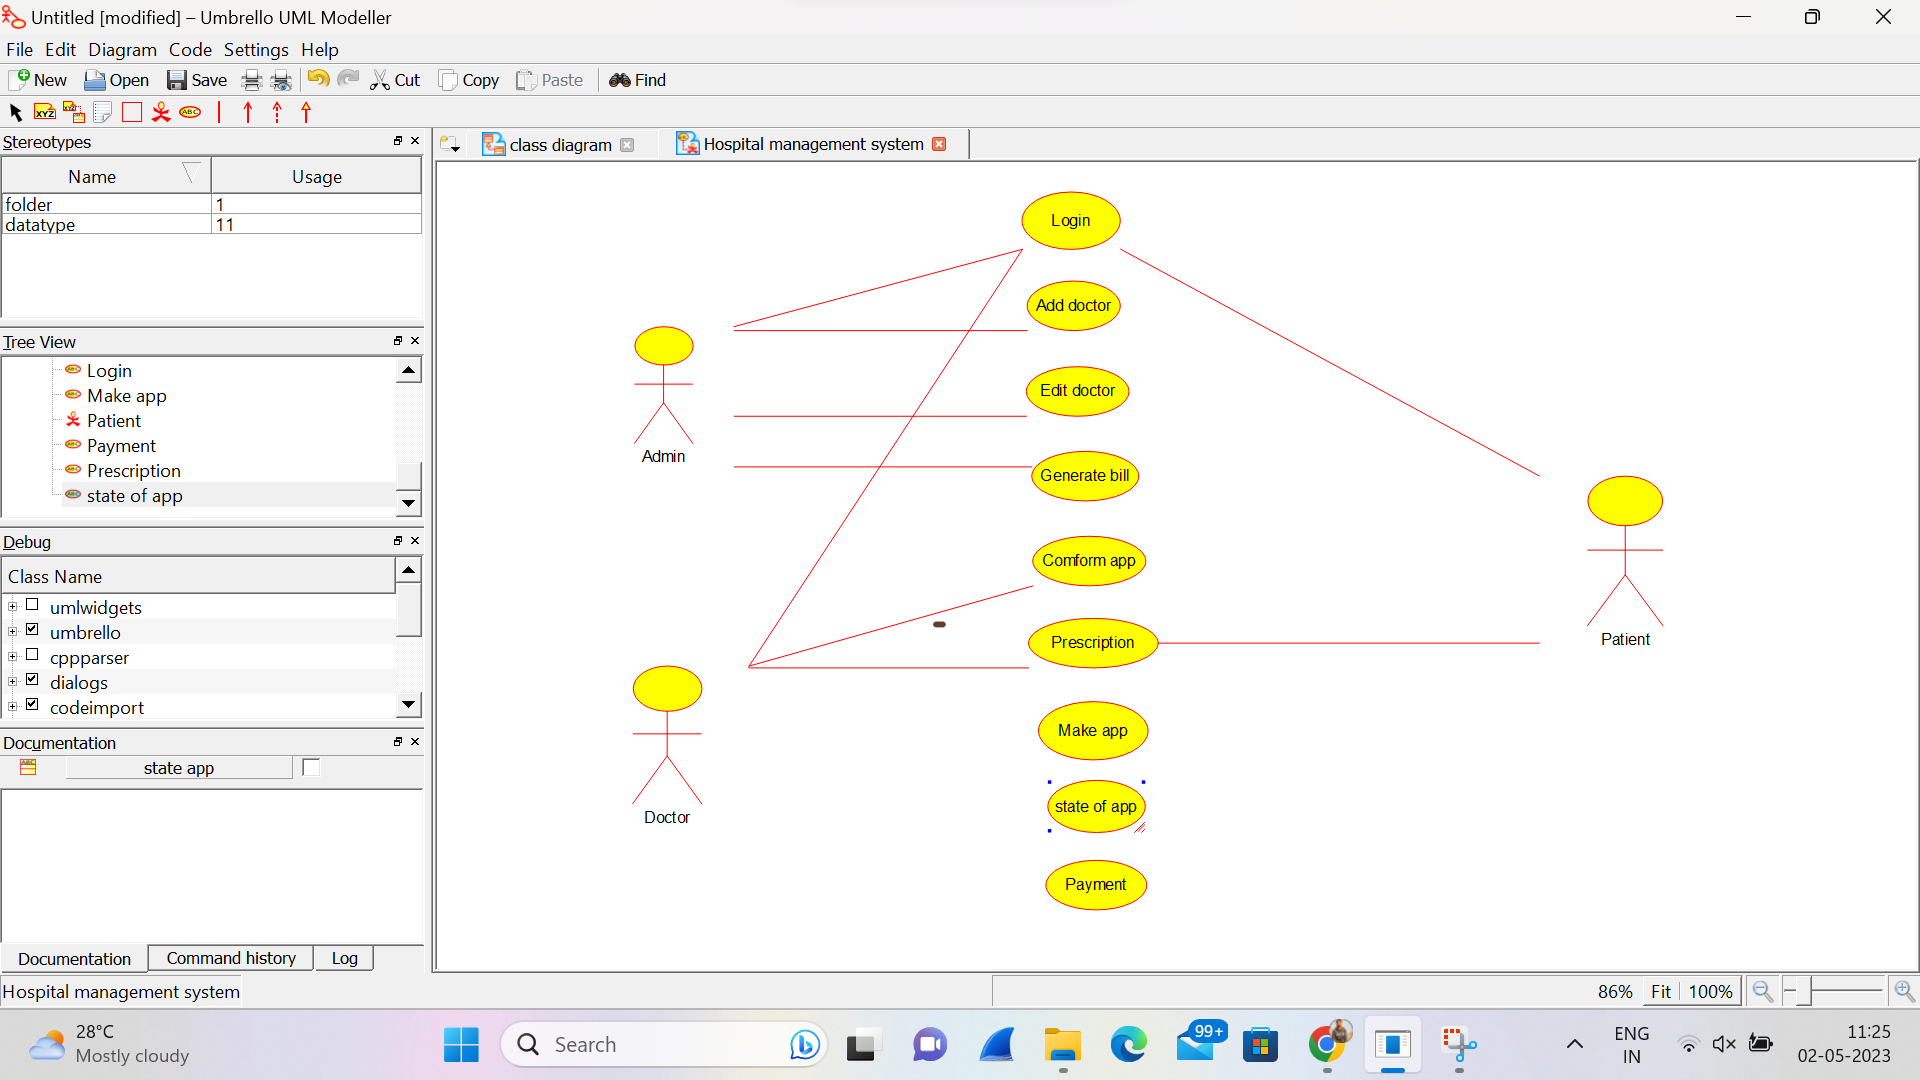 Untitled [modified] – Umbrello UML Modeller
File Edit Diagram Code Settings Help
New Open Save Cut Copy Paste Find
XYZ XYZ ABC
Stereotypes
Name Usage
folder 1
datatype 11
Tree View
Login
Make app
Patient
Payment
Prescription
state of app
Debug
Class Name
umlwidgets
umbrello
cppparser
dialogs
codeimport
Documentation
state app
Documentation Command history Log
class diagram Hospital management system
Login
Add doctor
Edit doctor
Generate bill
Comform app
Prescription
Make app
state of app
Payment
Admin
Doctor
Patient
Hospital management system
86% Fit 100%
28°C
Mostly cloudy
Search
99+
ENG
IN
11:25
02-05-2023